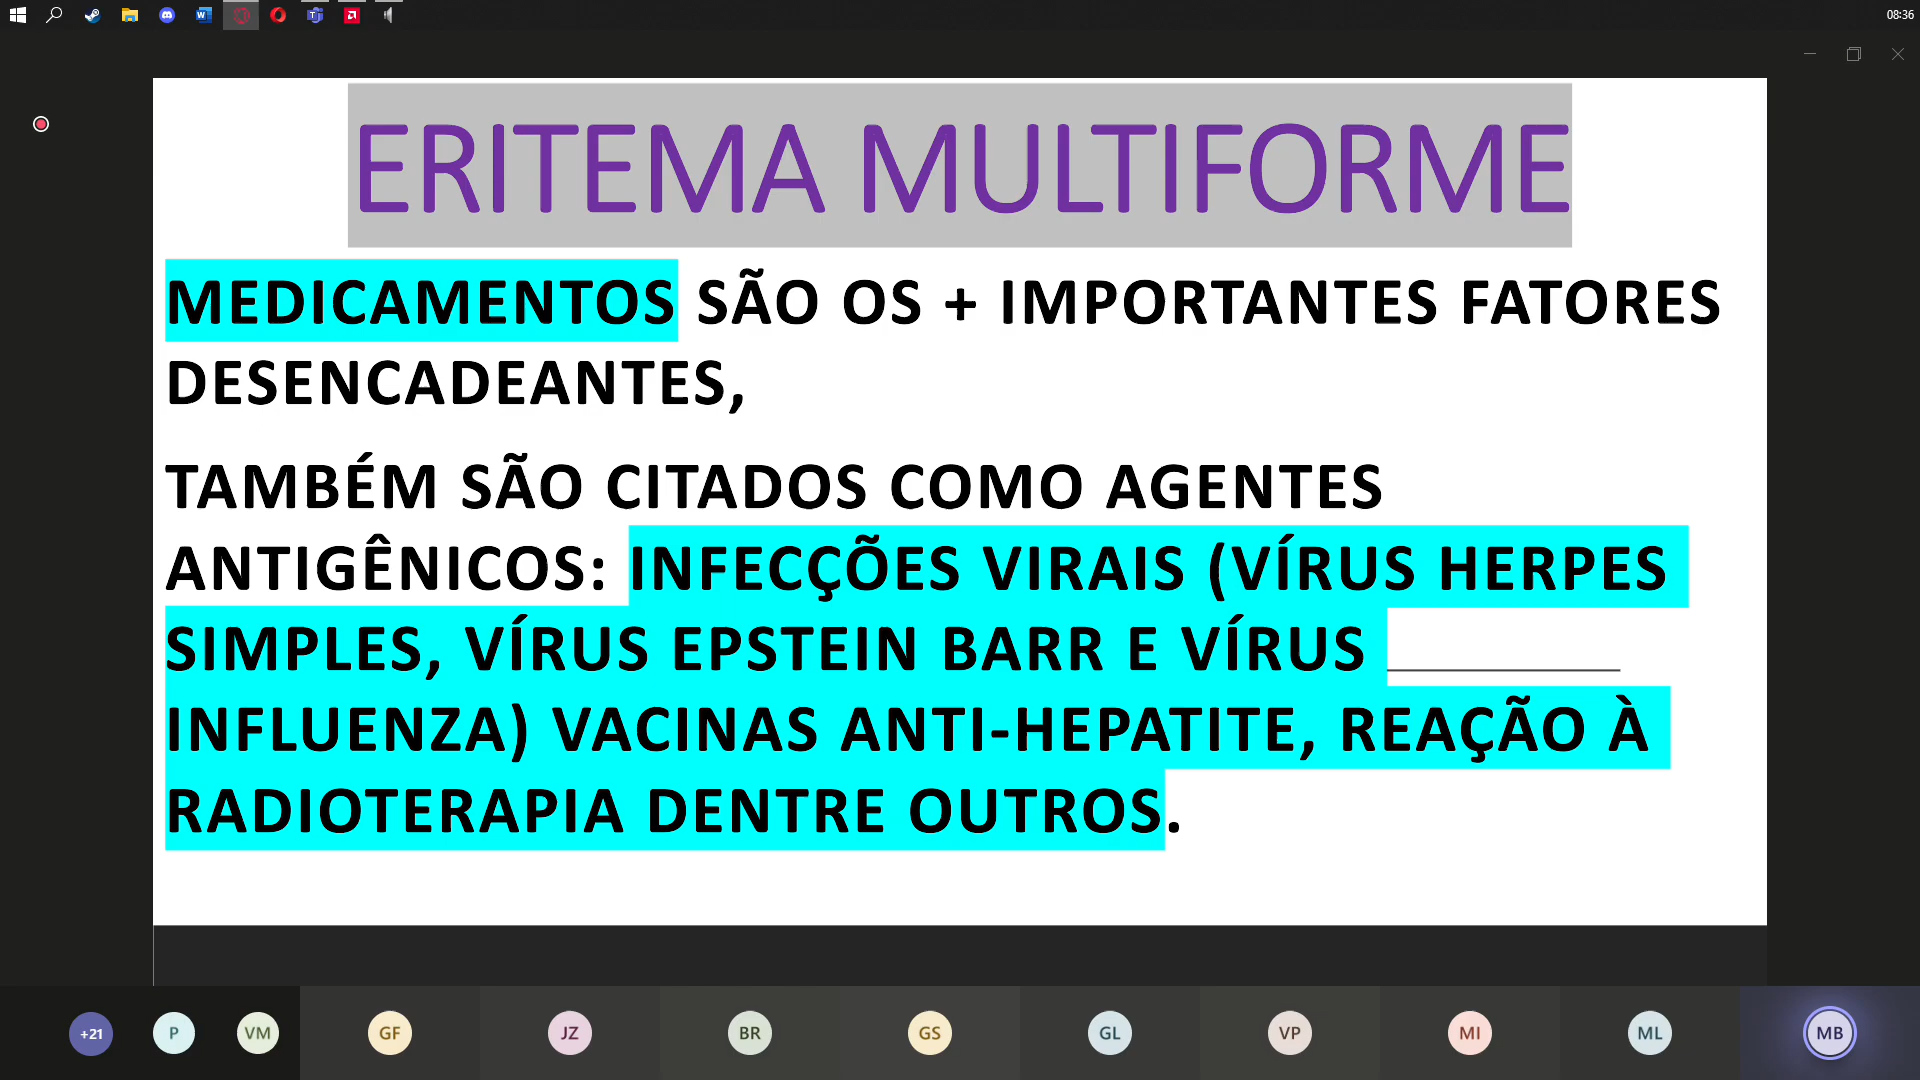 08:36
ERITEMA MULTIFORME
MEDICAMENTOS SÃO OS + IMPORTANTES FATORES
DESENCADEANTES,
TAMBÉM SÃO CITADOS COMO AGENTES
ANTIGÊNICOS: INFECÇÕES VIRAIS (VÍRUS HERPES
SIMPLES, VÍRUS EPSTEIN BARR E VÍRUS
INFLUENZA) VACINAS ANTI-HEPATITE, REAÇÃO À
RADIOTERAPIA DENTRE OUTROS.
+21 P VM GF JZ BR GS GL VP MI ML MB